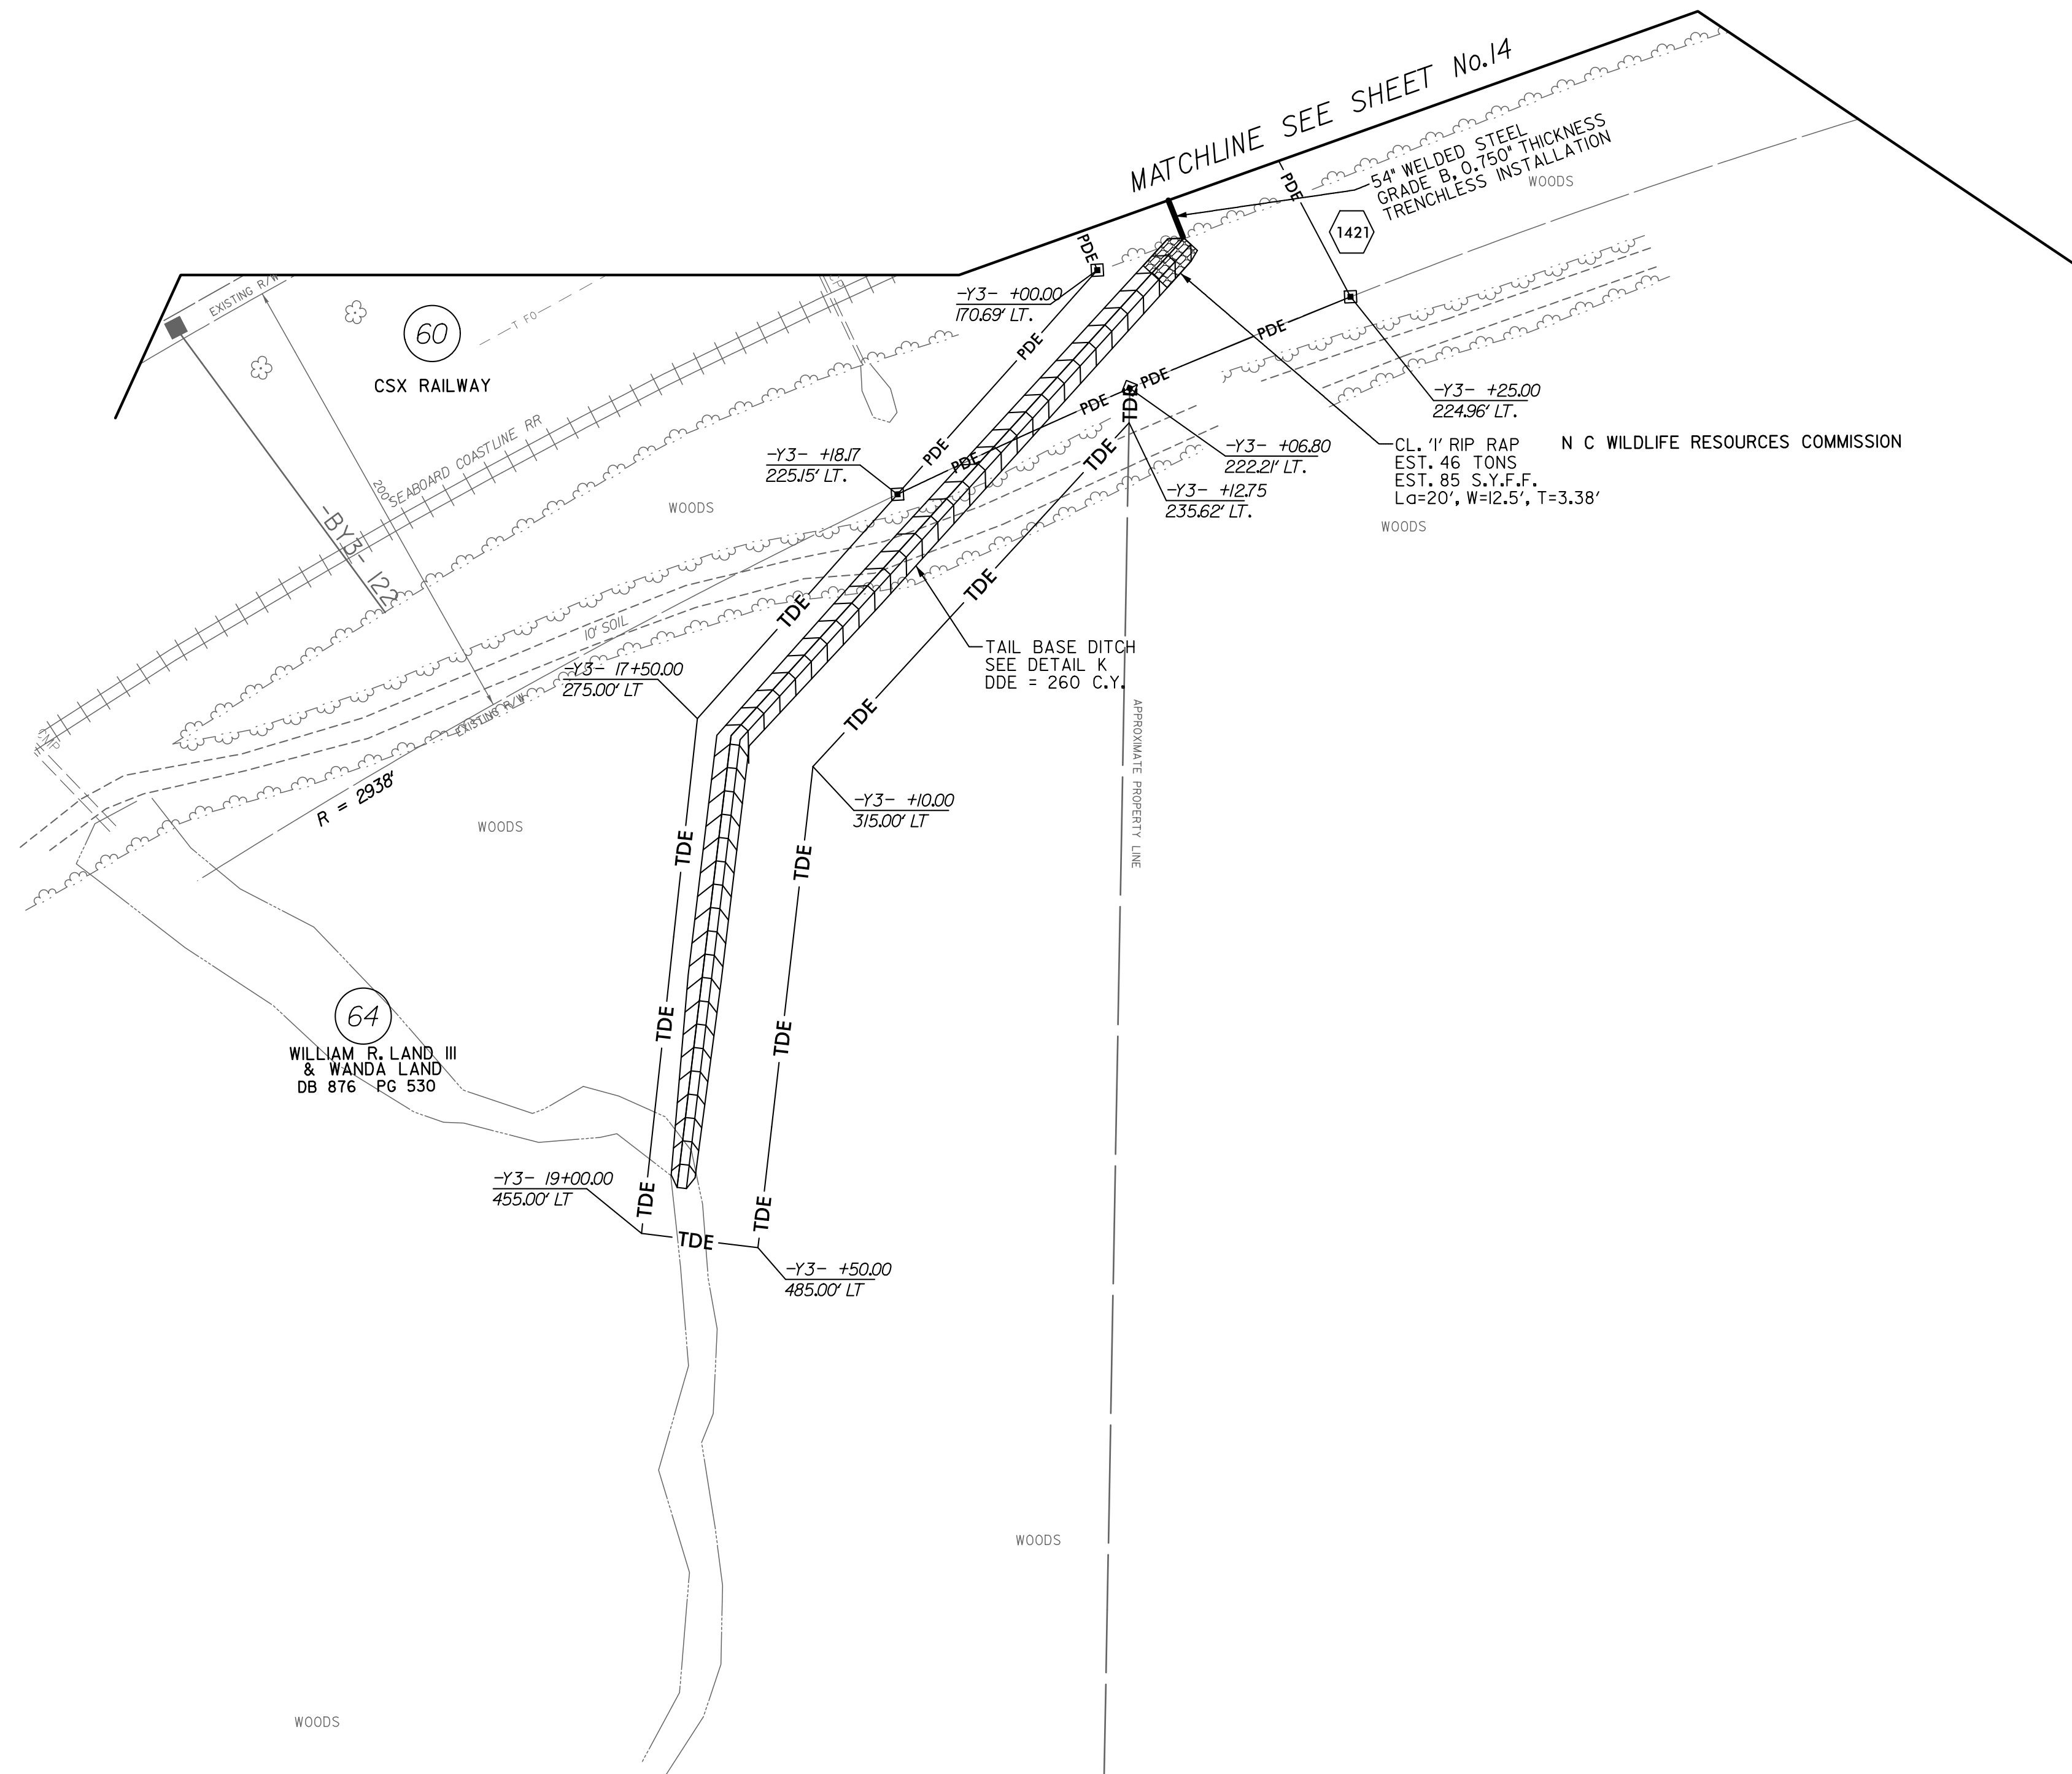 MATCHLINE SEE SHEET No.14
54" WELDED STEEL
GRADE B, 0.750" THICKNESS
TRENCHLESS INSTALLATION
WOODS
PDE
1421
PDE
EXISTING R/W
60
CSX RAILWAY
T FO
-Y3- +00.00
170.69' LT.
PDE
PDE
-Y3- +25.00
224.96' LT.
PDE
TDE
PDE
CL. 'I' RIP RAP
EST. 46 TONS
EST. 85 S.Y.F.F.
La=20', W=12.5', T=3.38'
N C WILDLIFE RESOURCES COMMISSION
WOODS
SEABOARD COASTLINE RR
200'
-BY3- 122
-Y3- +18.17
225.15' LT.
PDE
PDE
TDE
-Y3- +06.80
222.21' LT.
-Y3- +12.75
235.62' LT.
WOODS
TDE
TDE
10' SOIL
TAIL BASE DITCH
SEE DETAIL K
DDE = 260 C.Y.
-Y3- 17+50.00
275.00' LT
EXISTING R/W
TDE
APPROXIMATE PROPERTY LINE
R = 2938'
WOODS
-Y3- +10.00
315.00' LT
TDE
TDE
64
WILLIAM R. LAND III
& WANDA LAND
DB 876 PG 530
TDE
TDE
-Y3- 19+00.00
455.00' LT
TDE
TDE
TDE
-Y3- +50.00
485.00' LT
WOODS
WOODS